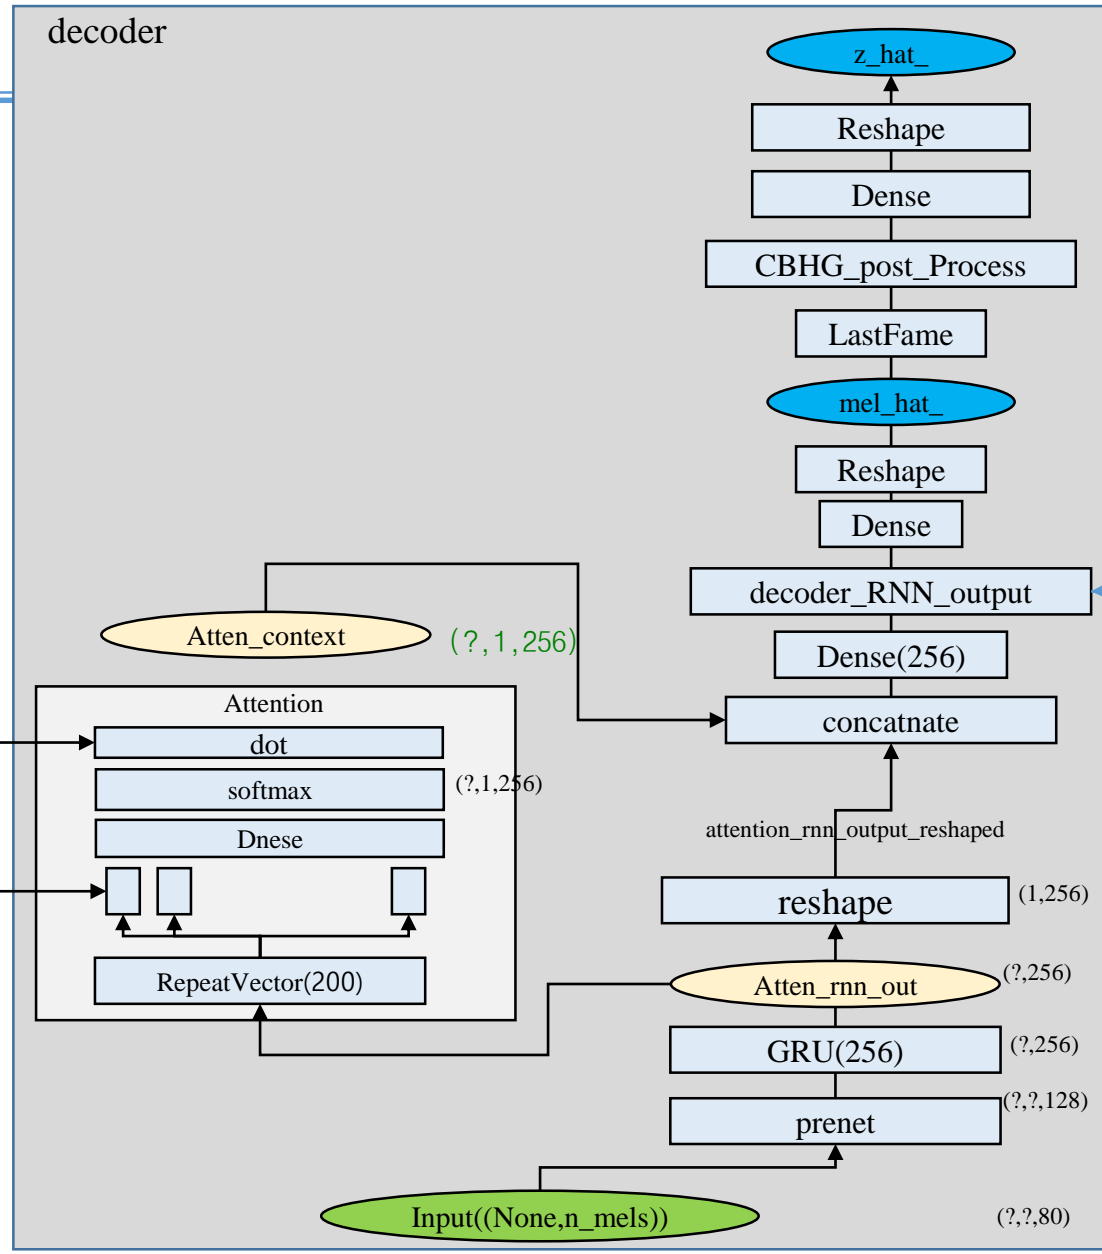 decoder
z_hat_
Reshape
Dense
CBHG_post_Process
LastFame
mel_hat_
Reshape
Dense
decoder_RNN_output
Atten_context
(?,1,256)
Dense(256)
Attention
concatnate
dot
softmax
(?,1,256)
Dnese
attention_rnn_output_reshaped
reshape
(1,256)
RepeatVector(200)
Atten_rnn_out
(?,256)
GRU(256)
(?,256)
prenet
(?,?,128)
Input((None,n_mels))
(?,?,80)